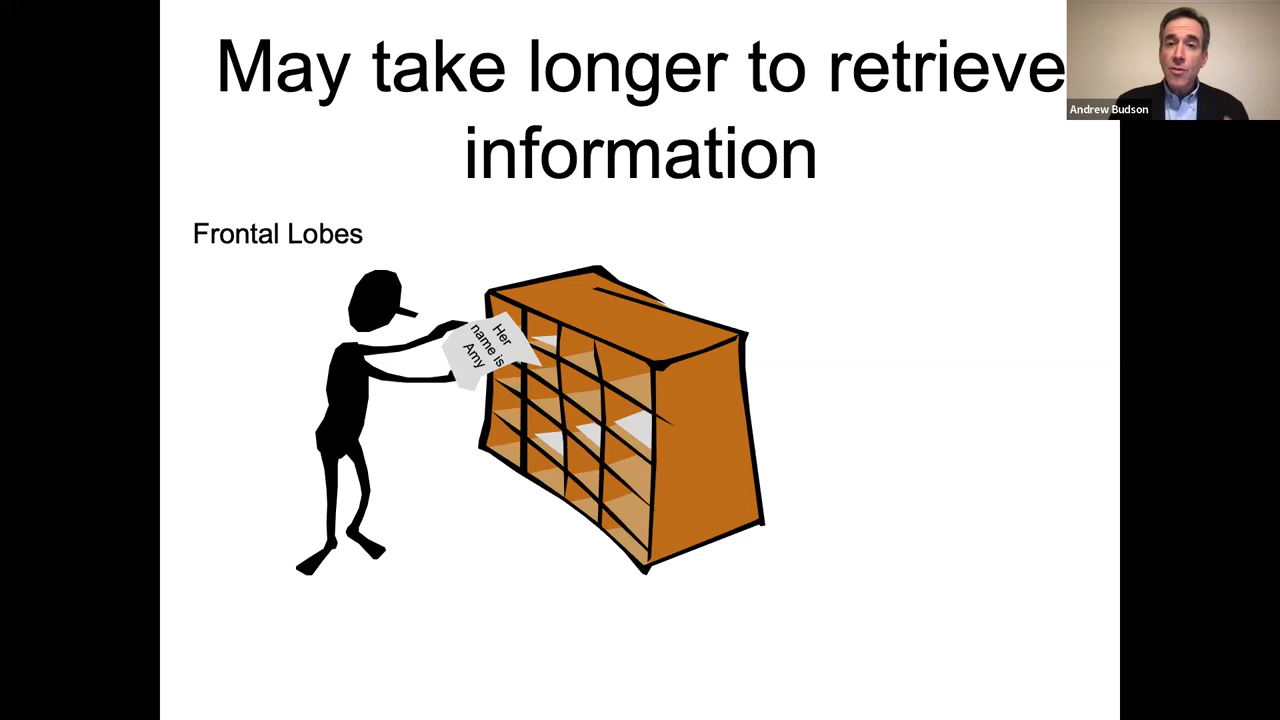 May take longer to retrieve
information
Andrew Budson
Frontal Lobes
Her
name is
Amy